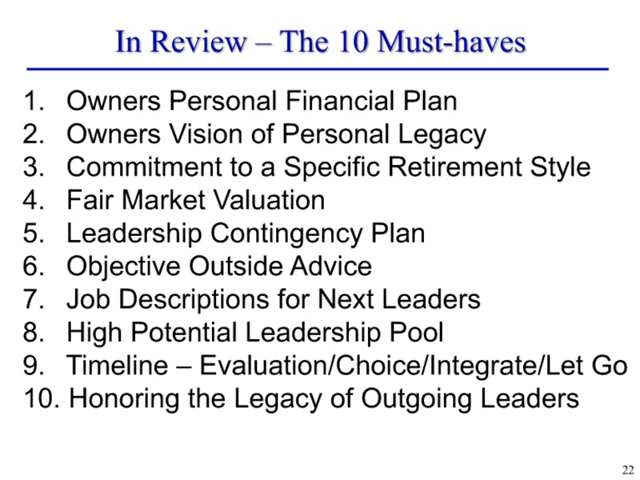 In Review – The 10 Must-haves
1. Owners Personal Financial Plan
2. Owners Vision of Personal Legacy
3. Commitment to a Specific Retirement Style
4. Fair Market Valuation
5. Leadership Contingency Plan
6. Objective Outside Advice
7. Job Descriptions for Next Leaders
8. High Potential Leadership Pool
9. Timeline – Evaluation/Choice/Integrate/Let Go
10. Honoring the Legacy of Outgoing Leaders
22